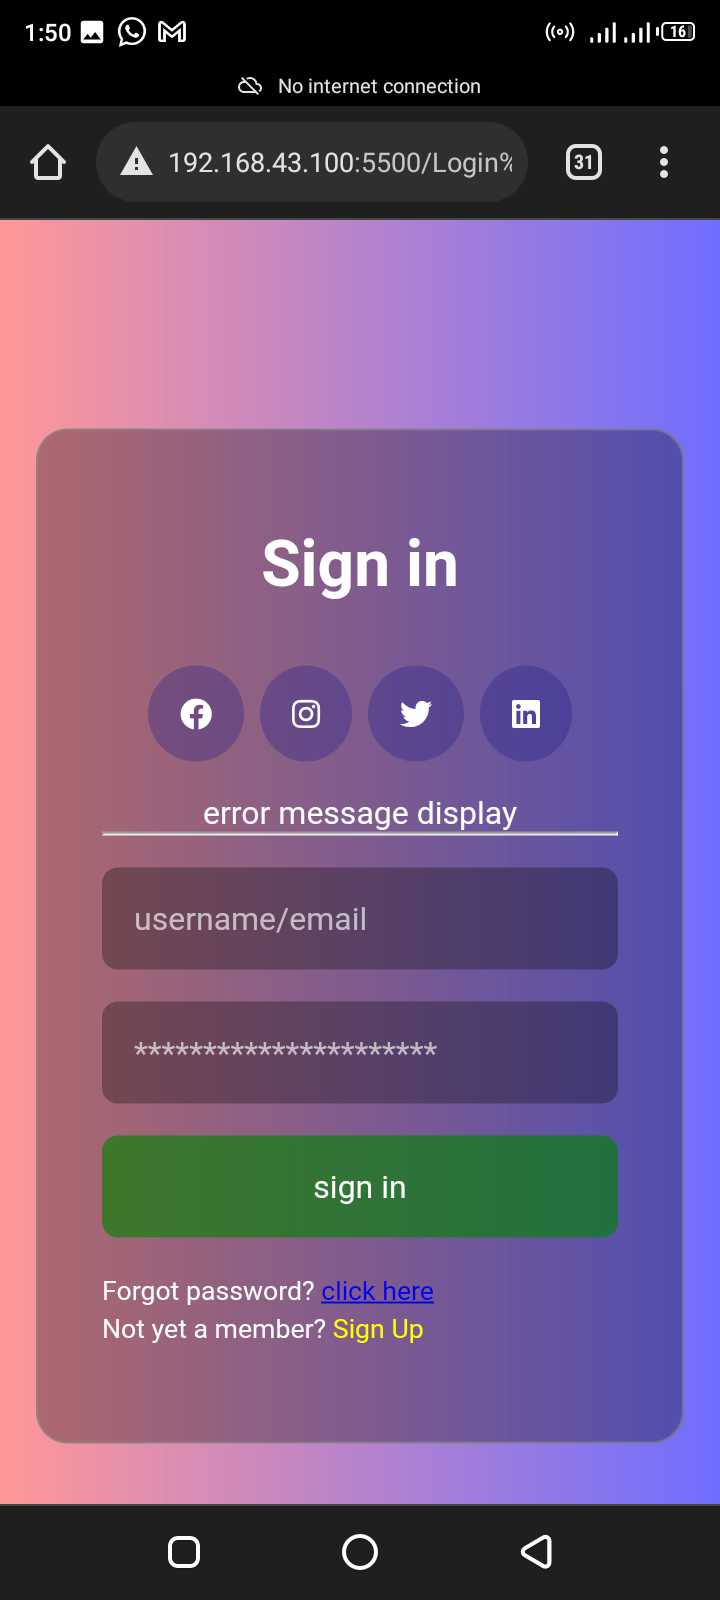 1:50
16
No internet connection
192.168.43.100:5500/Login%
31
Sign in
error message display
username/email
**********************
sign in
Forgot password? click here
Not yet a member? Sign Up